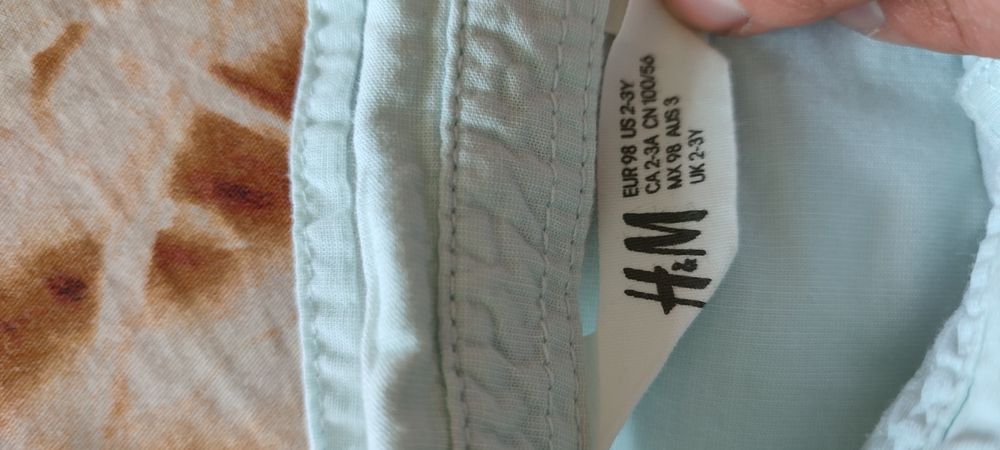 H&M
EUR 98 US 2-3Y
CA 2-3A CN 100/56
MX 98 AUS 3
UK 2-3Y